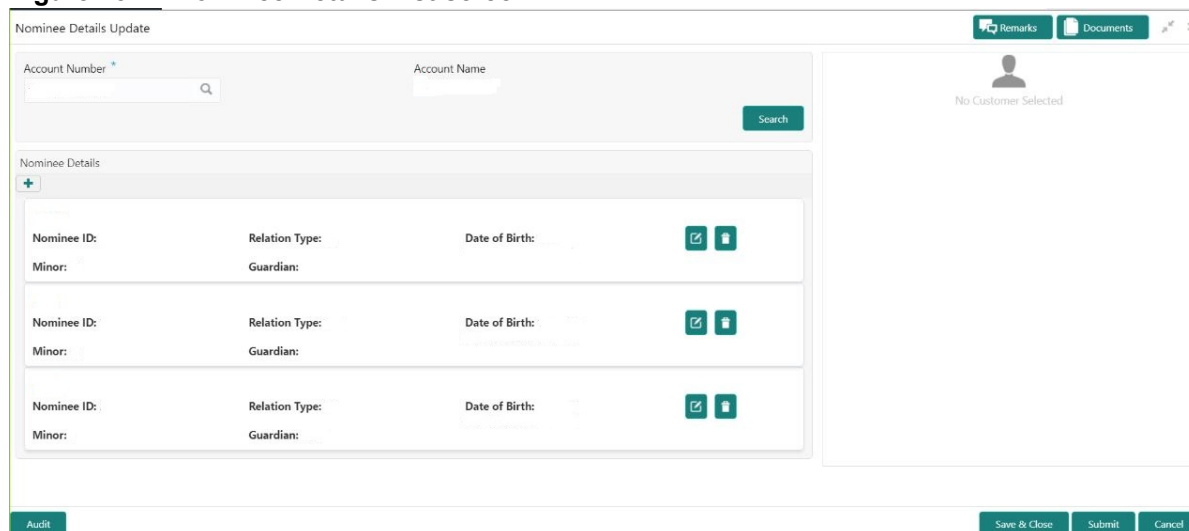 Nominee Details Update
Remarks Documents
Account Number * Account Name
No Customer Selected
Search
Nominee Details
Nominee ID: Relation Type: Date of Birth:
Minor: Guardian:
Nominee ID: Relation Type: Date of Birth:
Minor: Guardian:
Nominee ID: Relation Type: Date of Birth:
Minor: Guardian:
Audit Save & Close Submit Cancel